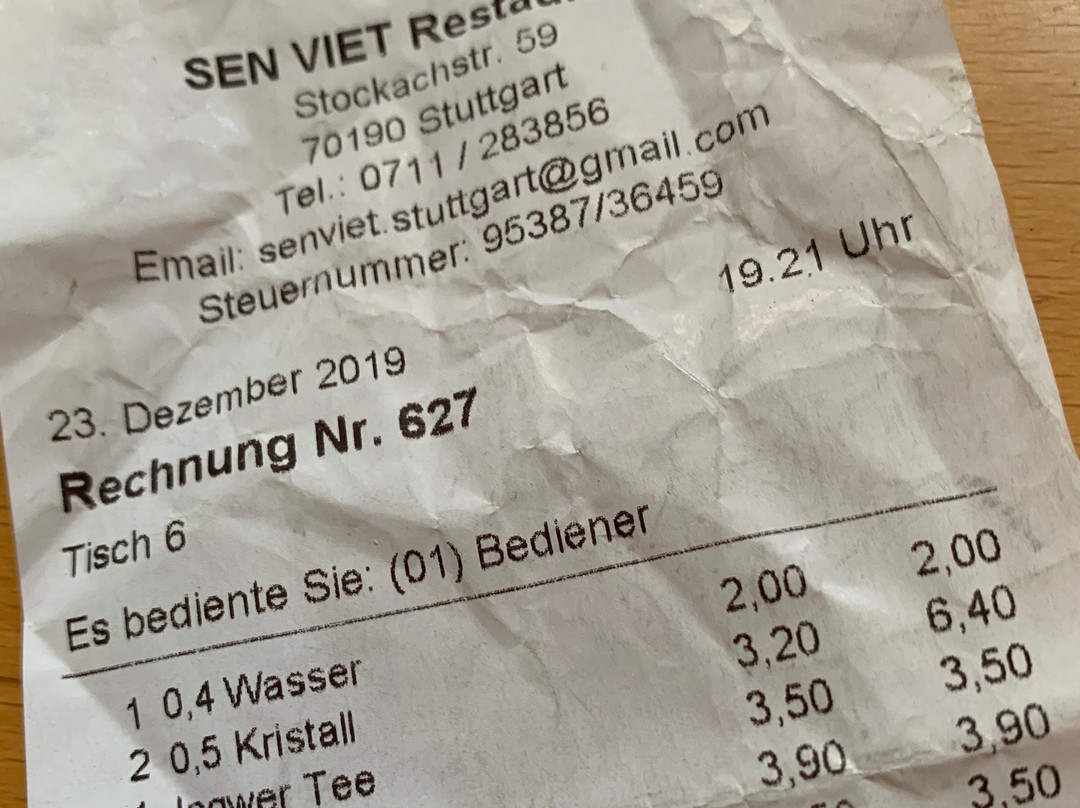 SEN VIET
Stockachstr. 59
70190 Stuttgart
Tel.: 0711 / 283856
Email: senviet.stuttgart@gmail.com
Steuernummer: 95387/36459
19.21 Uhr
23. Dezember 2019
Rechnung Nr. 627
Tisch 6
Es bediente Sie: (01) Bediener
1 0,4 Wasser 2,00 2,00
2 0,5 Kristall 3,20 6,40
Ingwer Tee 3,50 3,50
3,90 3,90
3,50